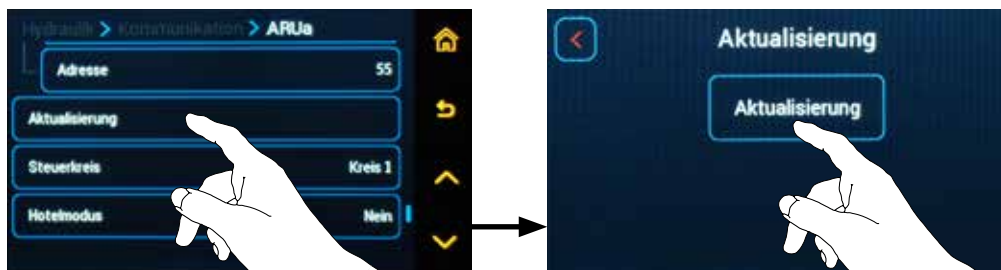 Hydraulik > Kommunikation > ARUa
Adresse 55
Aktualisierung
Steuerkreis Kreis 1
Hotelmodus Nein
Aktualisierung
Aktualisierung